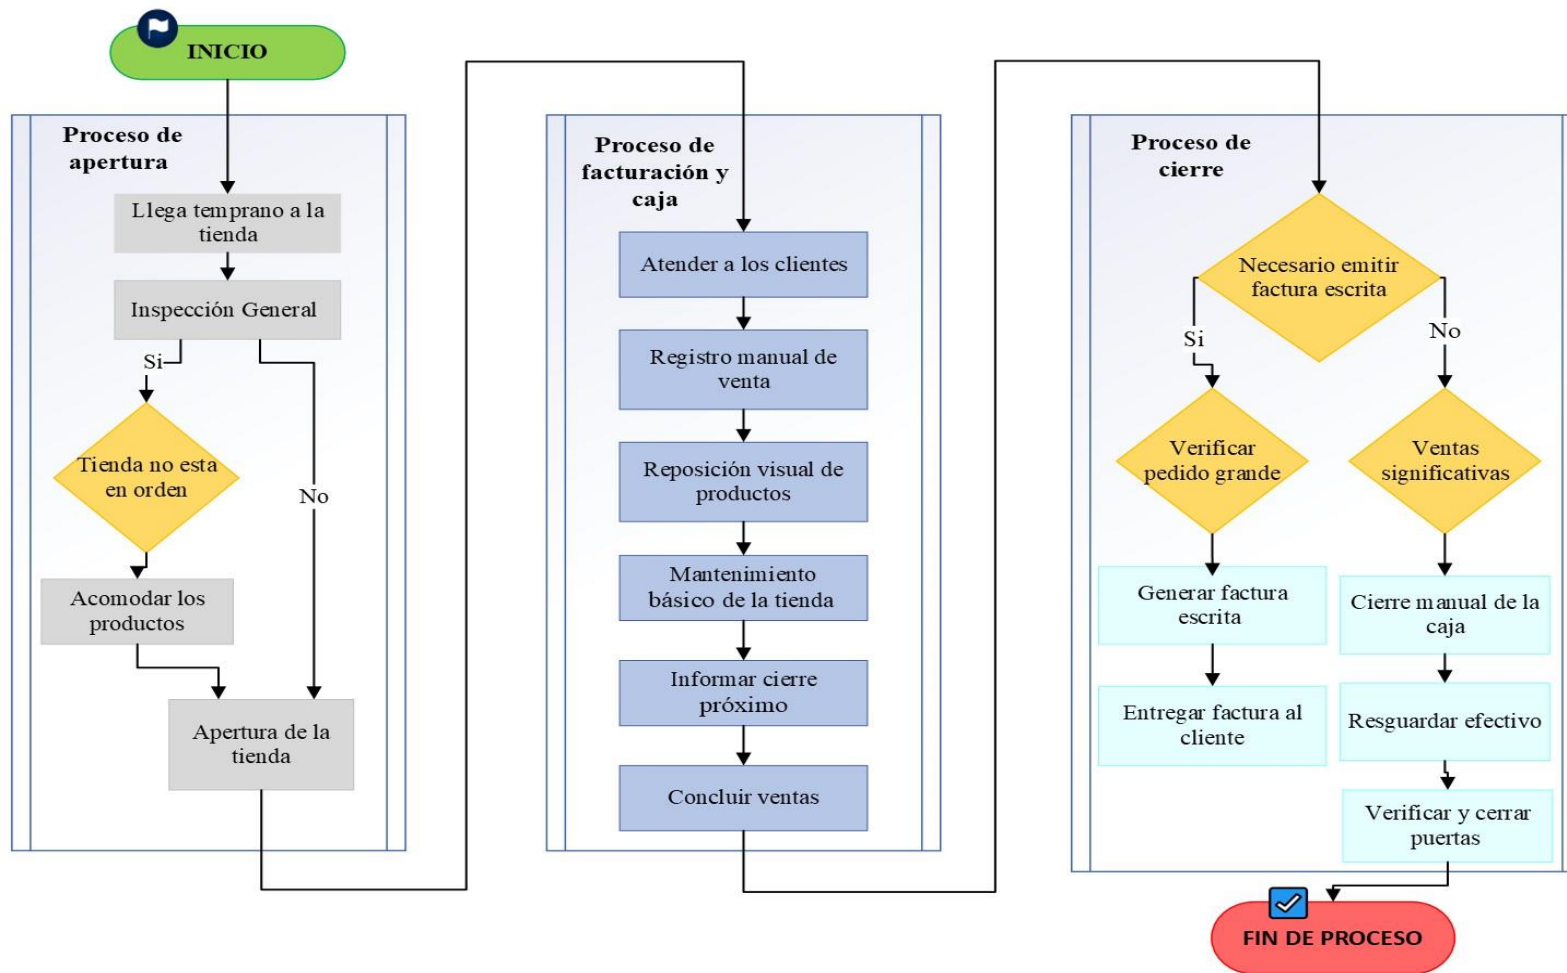 INICIO
Proceso de
apertura
Llega temprano a la
tienda
Inspección General
Si
Tienda no esta
en orden
No
Acomodar los
productos
Apertura de la
tienda
Proceso de
facturación y
caja
Atender a los clientes
Registro manual de
venta
Reposición visual de
productos
Mantenimiento
básico de la tienda
Informar cierre
próximo
Concluir ventas
Proceso de
cierre
Necesario emitir
factura escrita
Si
No
Verificar
pedido grande
Ventas
significativas
Generar factura
escrita
Cierre manual de la
caja
Entregar factura al
cliente
Resguardar efectivo
Verificar y cerrar
puertas
FIN DE PROCESO